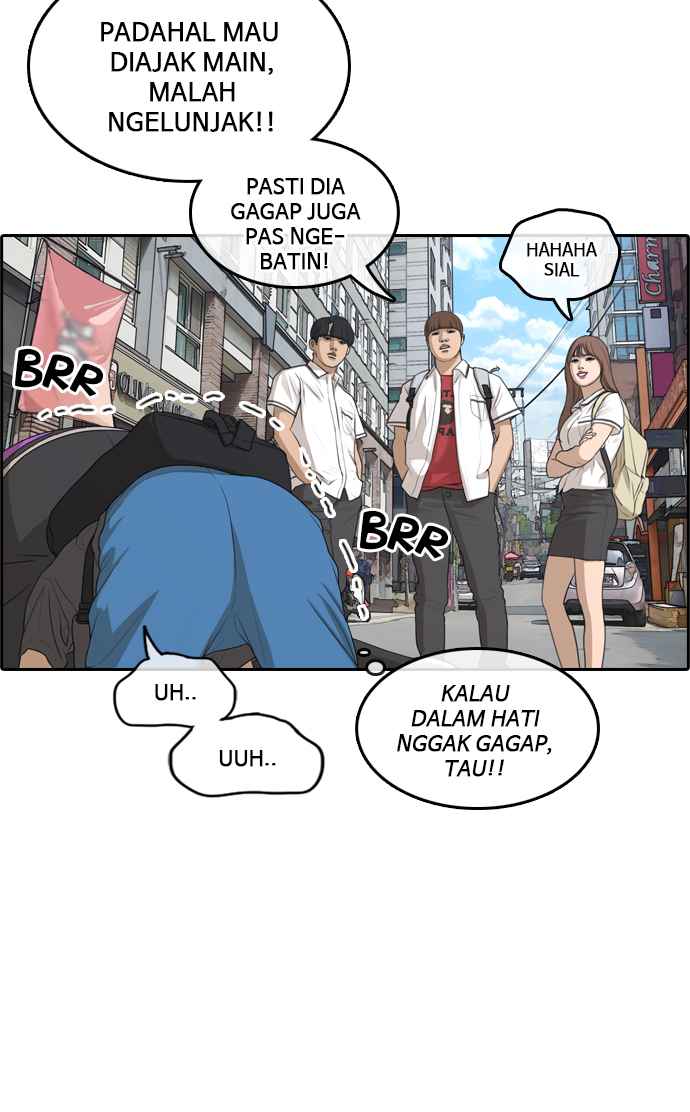 PADAHAL MAU
DIAJAK MAIN,
MALAH
NGELUNJAK!!
PASTI DIA
GAGAP JUGA
PAS NGE-
BATIN!
HAHAHA
SIAL
Charm
BRR
BRR
UH..
UUH..
KALAU
DALAM HATI
NGGAK GAGAP,
TAU!!